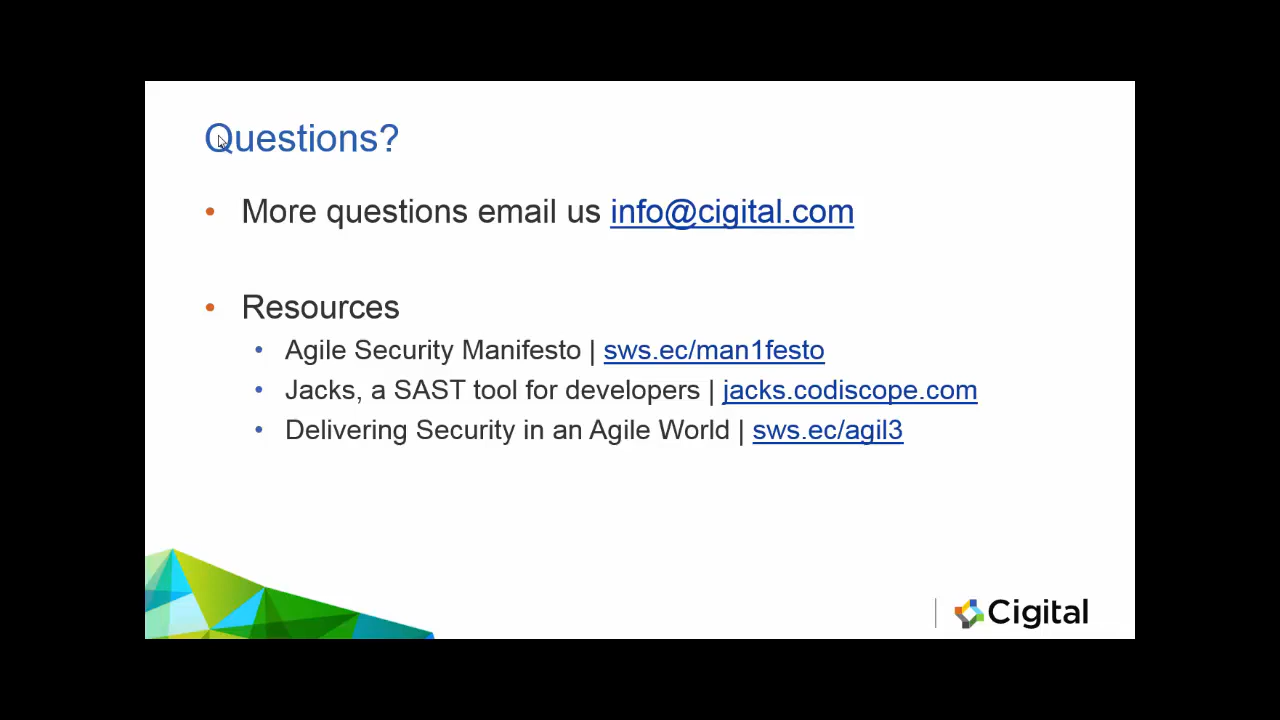 Questions?
• More questions email us info@cigital.com
• Resources
• Agile Security Manifesto | sws.ec/man1festo
• Jacks, a SAST tool for developers | jacks.codiscope.com
• Delivering Security in an Agile World | sws.ec/agil3
Cigital